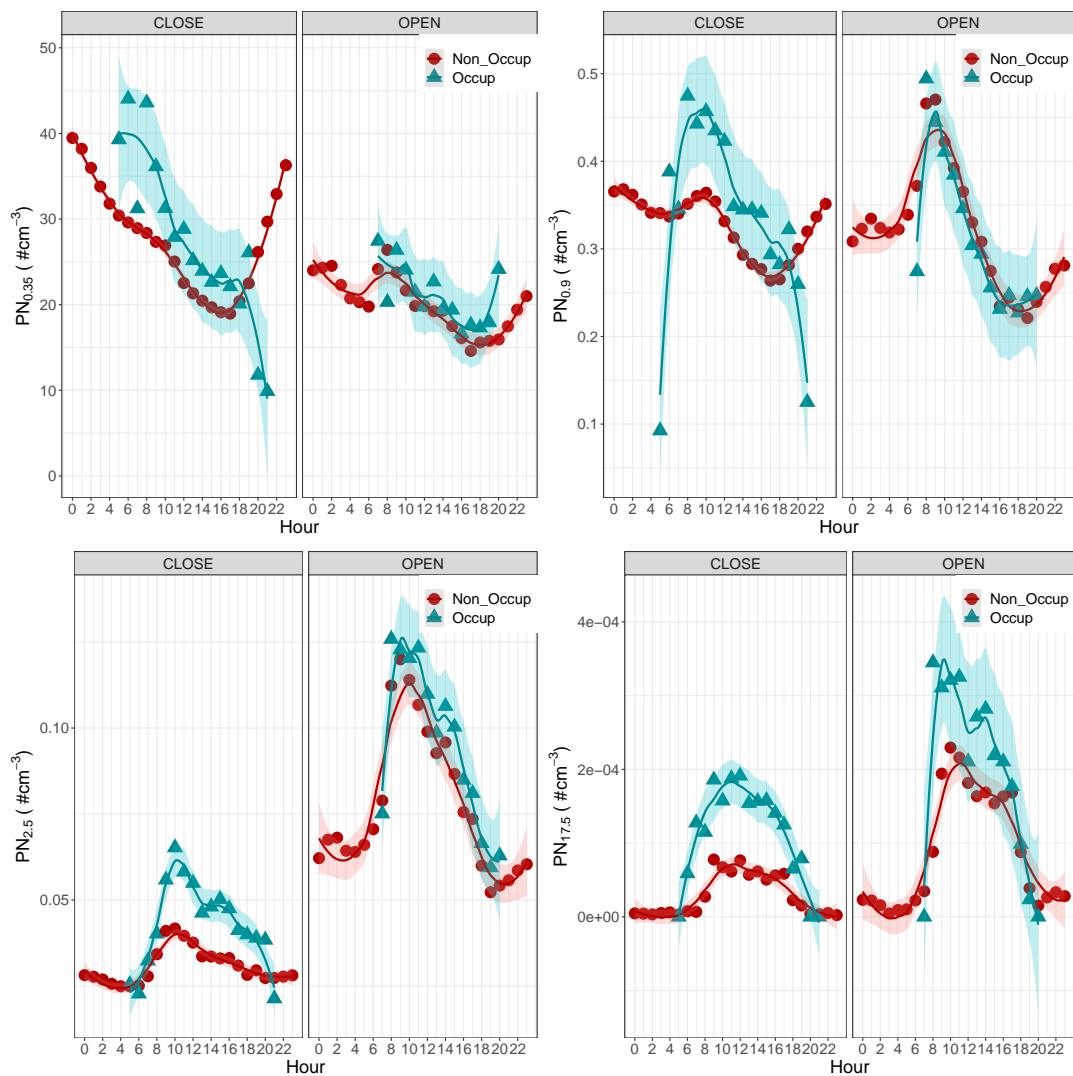 CLOSE OPEN
Non_Occup
Occup
50
40
30
20
10
0
PN0.35 ( #cm−3)
0 2 4 6 8 10 12 14 16 18 20 22 0 2 4 6 8 10 12 14 16 18 20 22
Hour
CLOSE OPEN
Non_Occup
Occup
0.5
0.4
0.3
0.2
0.1
PN0.9 ( #cm−3)
0 2 4 6 8 10 12 14 16 18 20 22 0 2 4 6 8 10 12 14 16 18 20 22
Hour
CLOSE OPEN
Non_Occup
Occup
0.10
0.05
PN2.5 ( #cm−3)
0 2 4 6 8 10 12 14 16 18 20 22 0 2 4 6 8 10 12 14 16 18 20 22
Hour
CLOSE OPEN
Non_Occup
Occup
4e−04
2e−04
0e+00
PN17.5 ( #cm−3)
0 2 4 6 8 10 12 14 16 18 20 22 0 2 4 6 8 10 12 14 16 18 20 22
Hour